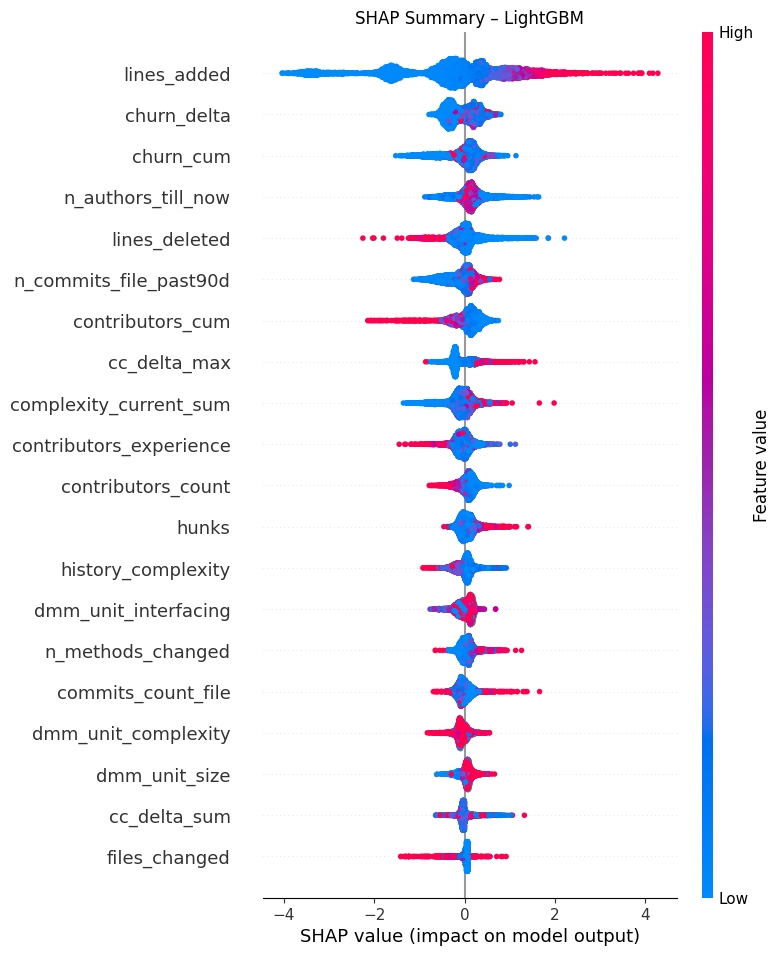 SHAP Summary – LightGBM
High
lines_added
churn_delta
churn_cum
n_authors_till_now
lines_deleted
n_commits_file_past90d
contributors_cum
cc_delta_max
complexity_current_sum
contributors_experience
contributors_count
hunks
history_complexity
dmm_unit_interfacing
n_methods_changed
commits_count_file
dmm_unit_complexity
dmm_unit_size
cc_delta_sum
files_changed
Feature value
Low
−4 −2 0 2 4
SHAP value (impact on model output)